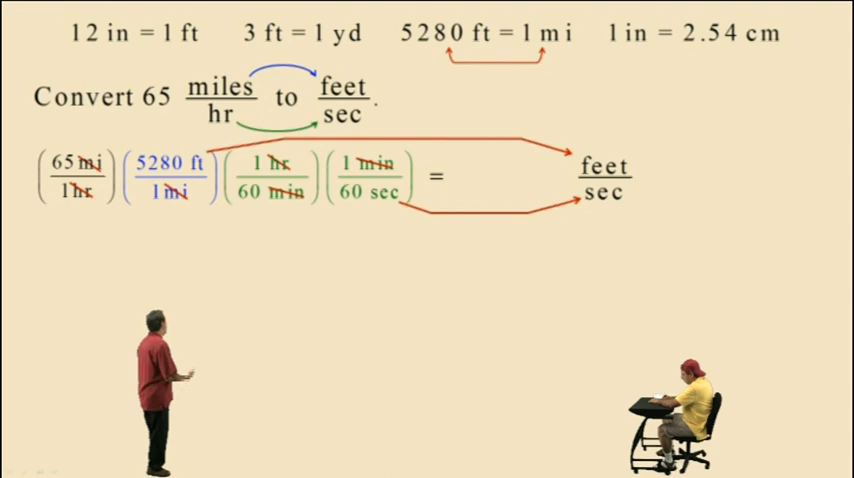 12 in = 1 ft 3 ft = 1 yd 5280 ft = 1 mi 1 in = 2.54 cm
Convert 65 miles/hr to feet/sec.
(65 mi/1 hr)(5280 ft/1 mi)(1 hr/60 min)(1 min/60 sec) = feet/sec